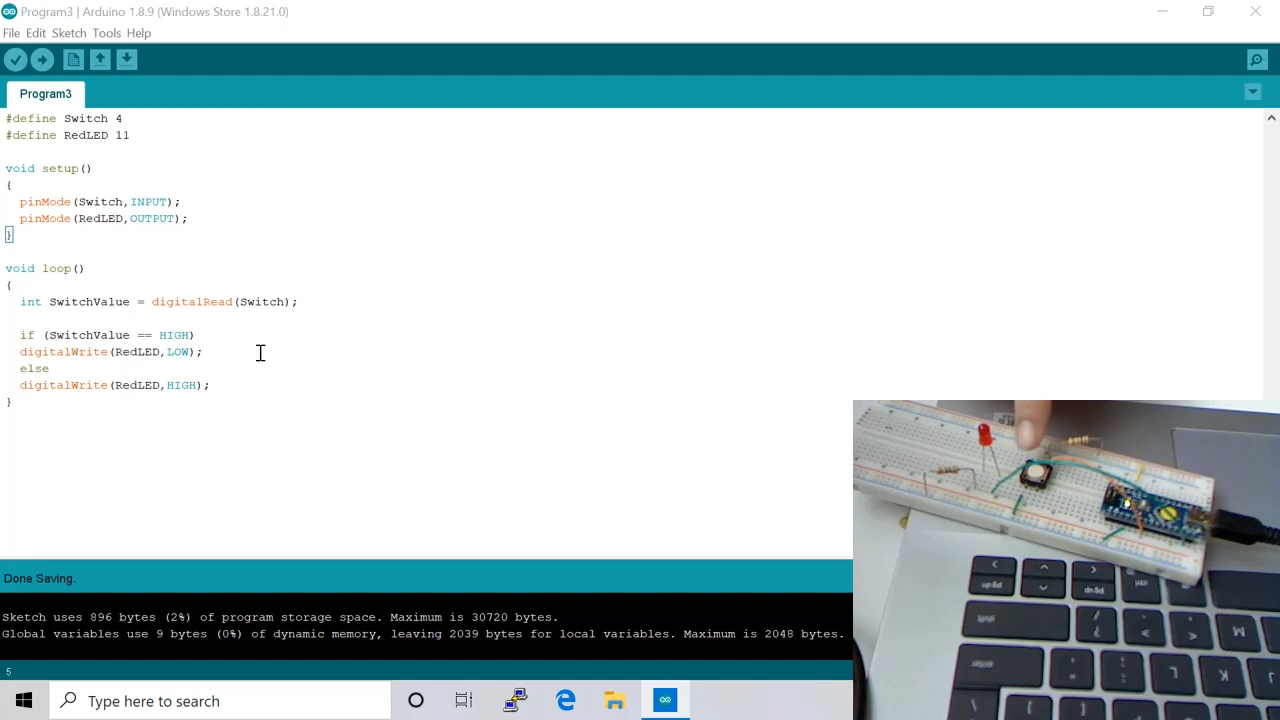 Program3 | Arduino 1.8.9 (Windows Store 1.8.21.0)
File Edit Sketch Tools Help
Program3
#define Switch 4
#define RedLED 11
void setup()
{
pinMode(Switch,INPUT);
pinMode(RedLED,OUTPUT);
}
void loop()
{
int SwitchValue = digitalRead(Switch);
if (SwitchValue == HIGH)
digitalWrite(RedLED,LOW);
else
digitalWrite(RedLED,HIGH);
}
Done Saving.
Sketch uses 896 bytes (2%) of program storage space. Maximum is 30720 bytes.
Global variables use 9 bytes (0%) of dynamic memory, leaving 2039 bytes for local variables. Maximum is 2048 bytes.
5
Type here to search